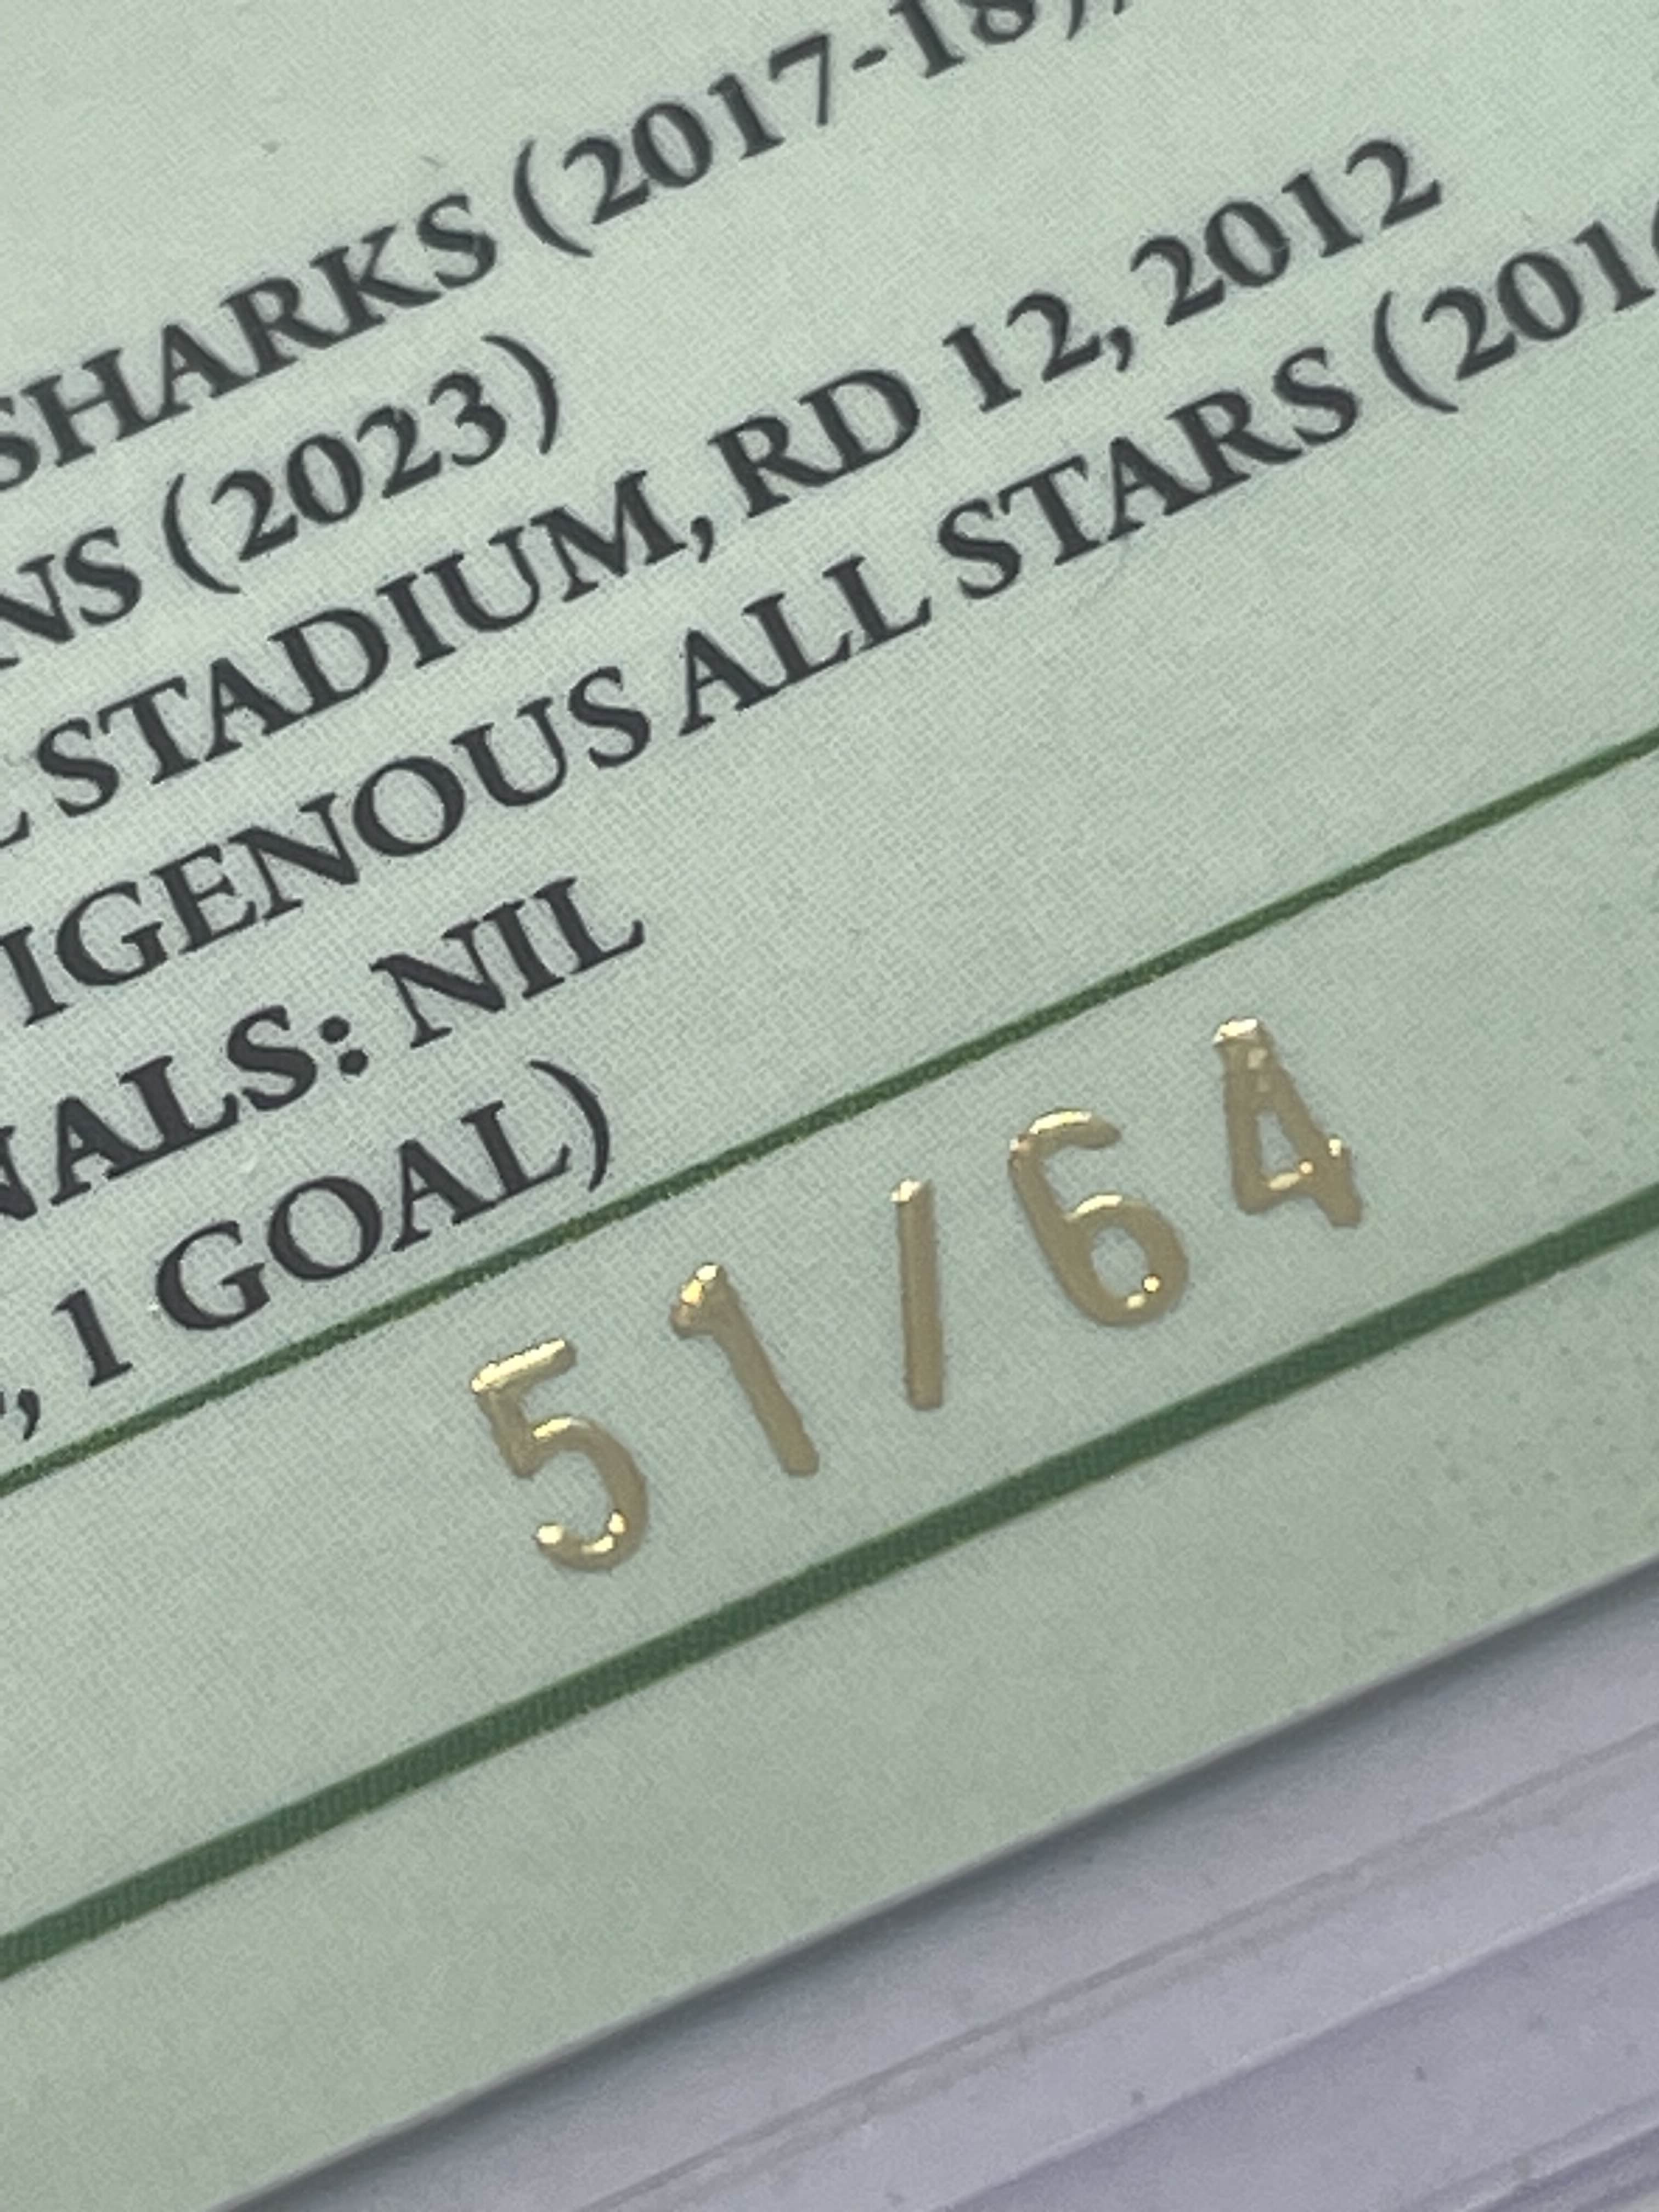 SHARKS (2017-18),
NS (2023)
L STADIUM, RD 12, 2012
IGENOUS ALL STARS (201
NALS: NIL
, 1 GOAL)
51/64